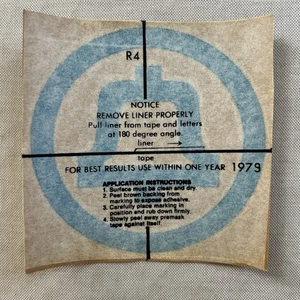 R4
NOTICE
REMOVE LINER PROPERLY
Pull liner from tape and letters
at 180 degree angle.
liner
tape
FOR BEST RESULTS USE WITHIN ONE YEAR 1979
APPLICATION INSTRUCTIONS
1. Surface must be clean and dry.
2. Peel brown backing from
marking to expose adhesive.
3. Carefully place marking in
position and rub down firmly.
4. Slowly peel away premask
tape against itself.